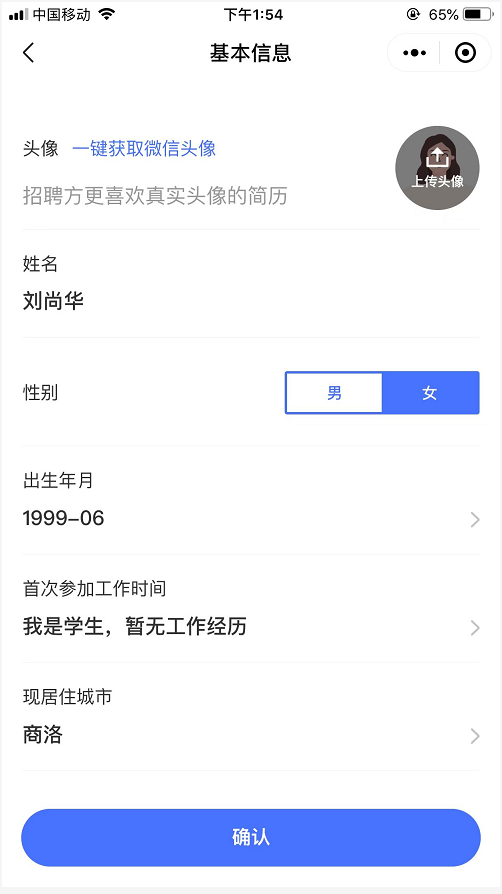 中国移动 下午1:54 65%
基本信息
头像 一键获取微信头像
上传头像
招聘方更喜欢真实头像的简历
姓名
刘尚华
性别 男 女
出生年月
1999-06
首次参加工作时间
我是学生，暂无工作经历
现居住城市
商洛
确认